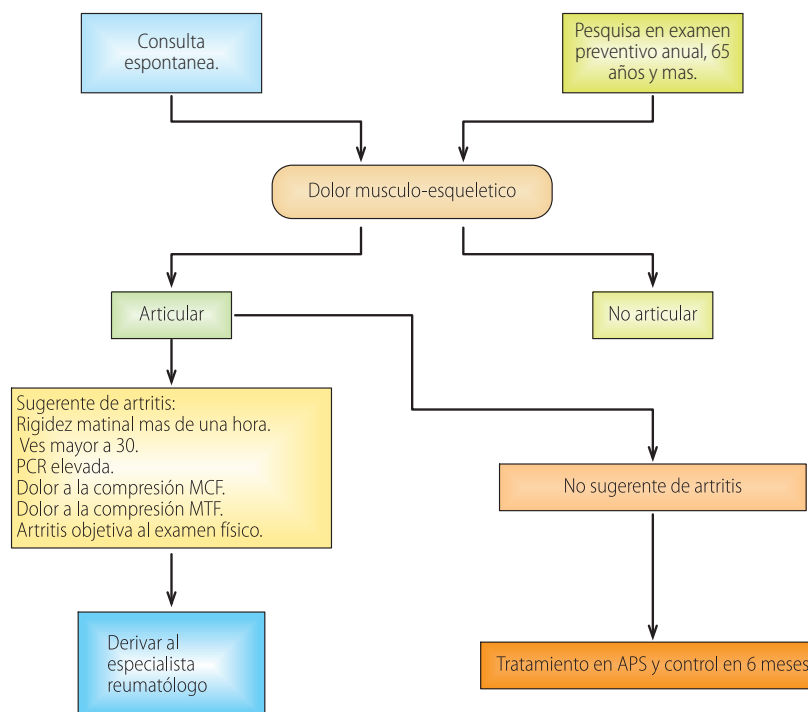 Consulta
espontanea.
Pesquisa en examen
preventivo anual, 65
años y mas.
Dolor musculo-esqueletico
Articular
No articular
Sugerente de artritis:
Rigidez matinal mas de una hora.
Ves mayor a 30.
PCR elevada.
Dolor a la compresión MCF.
Dolor a la compresión MTF.
Artritis objetiva al examen físico.
No sugerente de artritis
Derivar al
especialista
reumatólogo
Tratamiento en APS y control en 6 meses